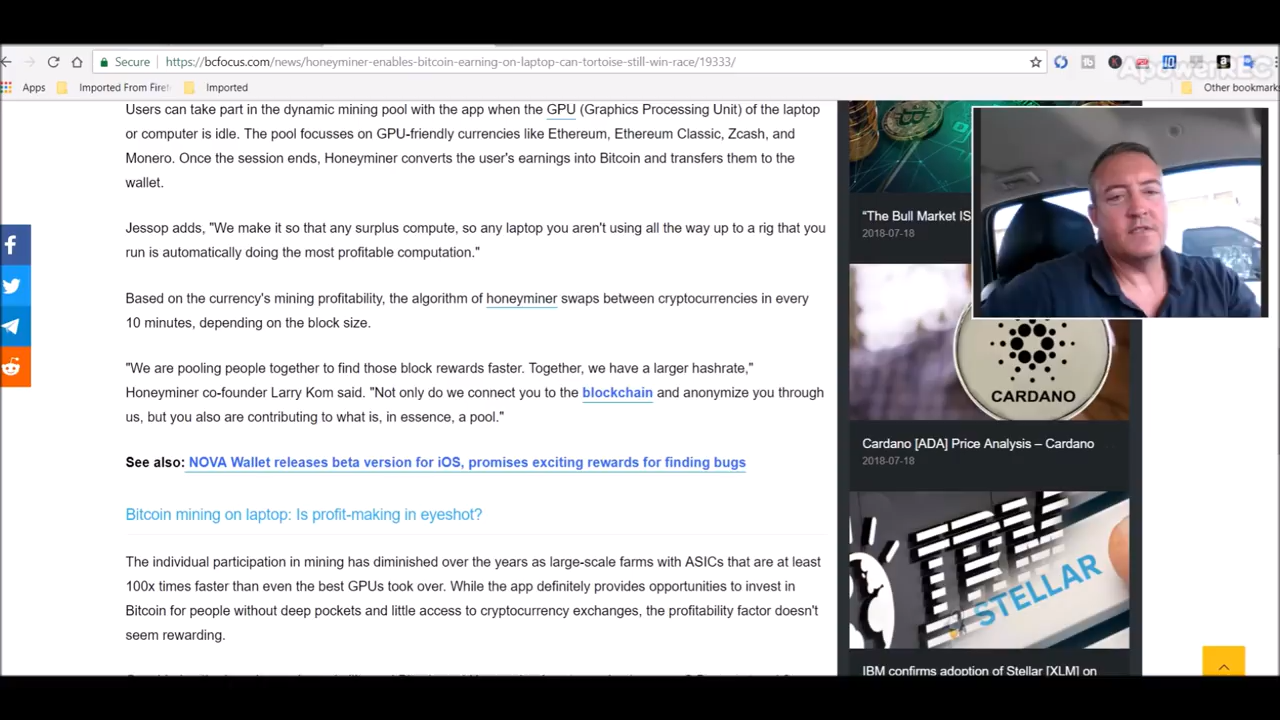 ApowerREC
Secure
https://bcfocus.com/news/honeyminer-enables-bitcoin-earning-on-laptop-can-tortoise-still-win-race/19333/
Apps
Imported From Firef
Imported
Other bookmark
Users can take part in the dynamic mining pool with the app when the GPU (Graphics Processing Unit) of the laptop
or computer is idle. The pool focusses on GPU-friendly currencies like Ethereum, Ethereum Classic, Zcash, and
Monero. Once the session ends, Honeyminer converts the user's earnings into Bitcoin and transfers them to the
wallet.
Jessop adds, "We make it so that any surplus compute, so any laptop you aren't using all the way up to a rig that you
run is automatically doing the most profitable computation."
Based on the currency's mining profitability, the algorithm of honeyminer swaps between cryptocurrencies in every
10 minutes, depending on the block size.
"We are pooling people together to find those block rewards faster. Together, we have a larger hashrate,"
Honeyminer co-founder Larry Kom said. "Not only do we connect you to the blockchain and anonymize you through
us, but you also are contributing to what is, in essence, a pool."
See also: NOVA Wallet releases beta version for iOS, promises exciting rewards for finding bugs
Bitcoin mining on laptop: Is profit-making in eyeshot?
The individual participation in mining has diminished over the years as large-scale farms with ASICs that are at least
100x times faster than even the best GPUs took over. While the app definitely provides opportunities to invest in
Bitcoin for people without deep pockets and little access to cryptocurrency exchanges, the profitability factor doesn't
seem rewarding.
“The Bull Market IS
2018-07-18
CARDANO
Cardano [ADA] Price Analysis – Cardano
2018-07-18
IBM
STELLAR
IBM confirms adoption of Stellar [XLM] on